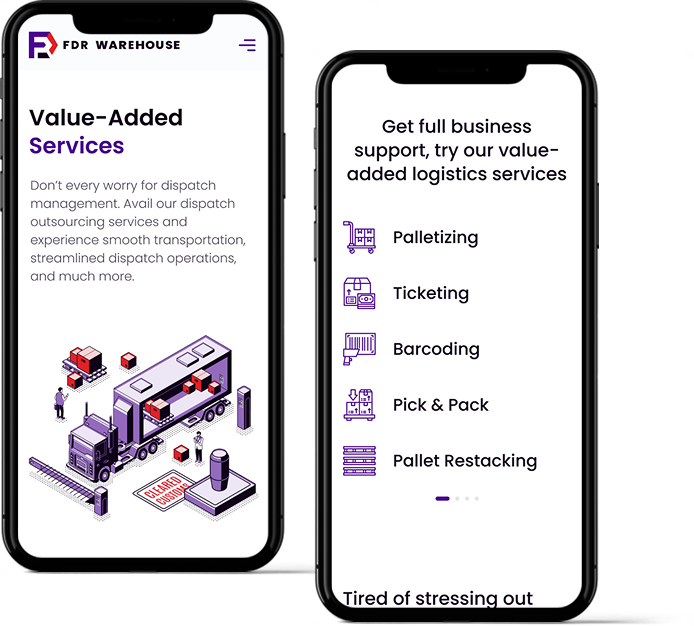 FDR WAREHOUSE
Value-Added
Services
Don't every worry for dispatch
management. Avail our dispatch
outsourcing services and
experience smooth transportation,
streamlined dispatch operations,
and much more.
CLEARED
CUSTOMS
Get full business
support, try our value-
added logistics services
Palletizing
Ticketing
Barcoding
Pick & Pack
Pallet Restacking
Tired of stressing out